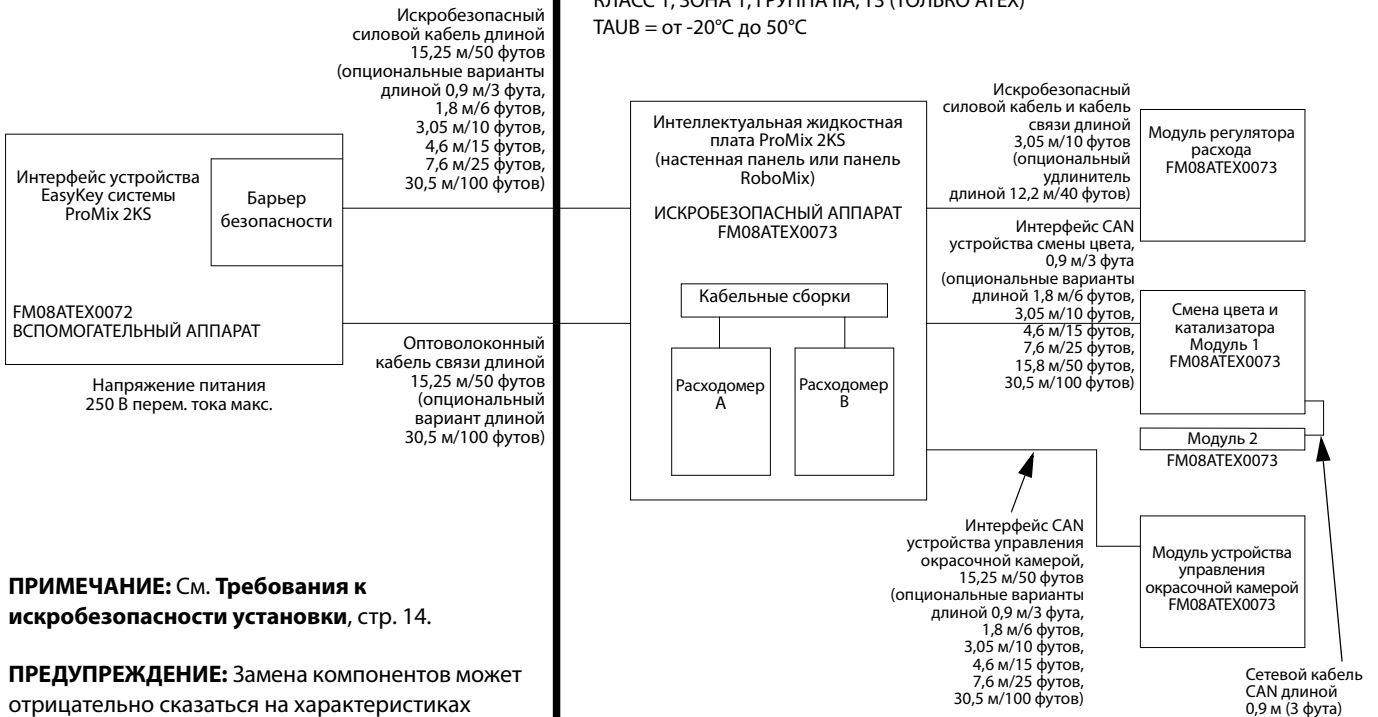 Искробезопасный
силовой кабель длиной
15,25 м/50 футов
(опциональные варианты
длиной 0,9 м/3 фута,
1,8 м/6 футов,
3,05 м/10 футов,
4,6 м/15 футов,
7,6 м/25 футов,
30,5 м/100 футов)
Интерфейс устройства
EasyKey системы
ProMix 2KS
Барьер
безопасности
FM08ATEX0072
ВСПОМОГАТЕЛЬНЫЙ АППАРАТ
Напряжение питания
250 В перем. тока макс.
Оптоволоконный
кабель связи длиной
15,25 м/50 футов
(опциональный
вариант длиной
30,5 м/100 футов)
ПРИМЕЧАНИЕ: См. Требования к
искробезопасности установки, стр. 14.
ПРЕДУПРЕЖДЕНИЕ: Замена компонентов может
отрицательно сказаться на характеристиках
КЛАСС 1, ЗОНА 1, ГРУППА IIA, T3 (ТОЛЬКО ATEX)
TAUB = от -20°C до 50°C
Интеллектуальная жидкостная
плата ProMix 2KS
(настенная панель или панель
RoboMix)
ИСКРОБЕЗОПАСНЫЙ АППАРАТ
FM08ATEX0073
Кабельные сборки
Расходомер
A
Расходомер
B
Искробезопасный
силовой кабель и кабель
связи длиной
3,05 м/10 футов
(опциональный
удлинитель
длиной 12,2 м/40 футов)
Модуль регулятора
расхода
FM08ATEX0073
Интерфейс CAN
устройства смены цвета,
0,9 м/3 фута
(опциональные варианты
длиной 1,8 м/6 футов,
3,05 м/10 футов,
4,6 м/15 футов,
7,6 м/25 футов,
15,8 м/50 футов,
30,5 м/100 футов)
Смена цвета и
катализатора
Модуль 1
FM08ATEX0073
Модуль 2
FM08ATEX0073
Интерфейс CAN
устройства управления
окрасочной камерой,
15,25 м/50 футов
(опциональные варианты
длиной 0,9 м/3 фута,
1,8 м/6 футов,
3,05 м/10 футов,
4,6 м/15 футов,
7,6 м/25 футов,
30,5 м/100 футов)
Модуль устройства
управления
окрасочной камерой
FM08ATEX0073
Сетевой кабель
CAN длиной
0,9 м (3 фута)